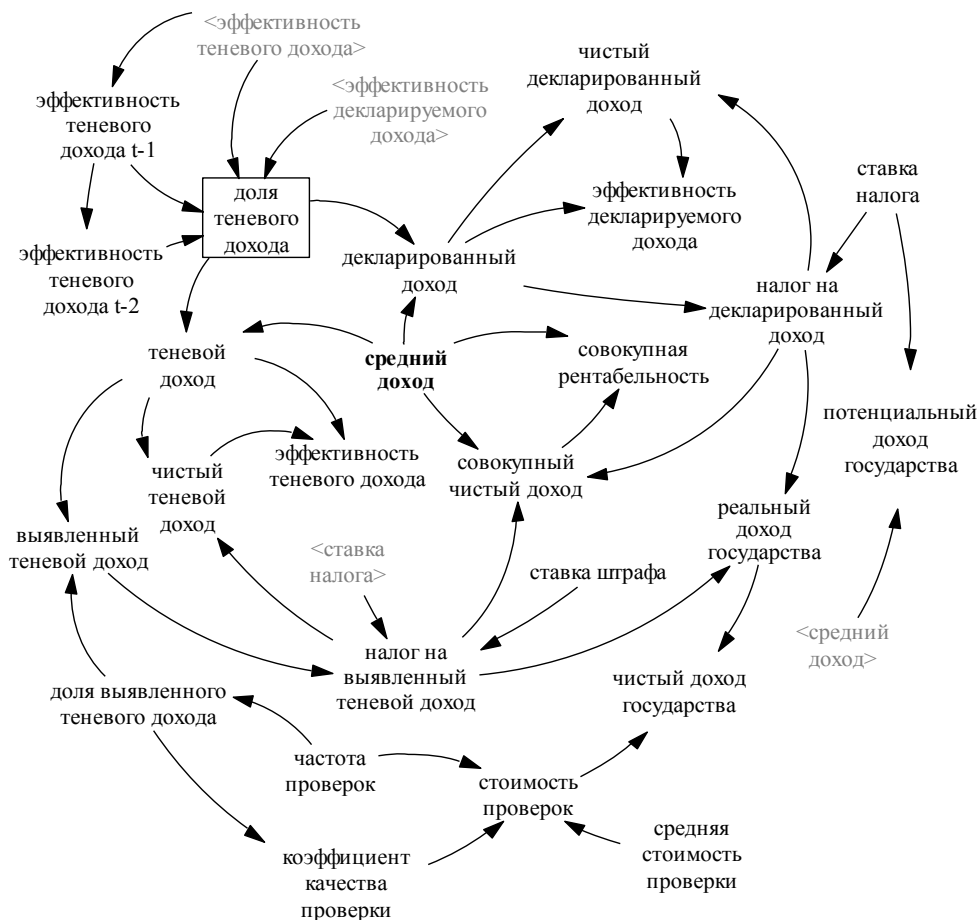 <эффективность
теневого дохода>
чистый
декларированный
доход
<эффективность
декларируемого
дохода>
эффективность
теневого
дохода t-1
ставка
налога
доля
теневого
дохода
эффективность
декларируемого
дохода
эффективность
теневого
дохода t-2
декларированный
доход
налог на
декларированный
доход
теневой
доход
средний
доход
совокупная
рентабельность
потенциальный
доход
государства
чистый
теневой
доход
эффективность
теневого дохода
совокупный
чистый доход
реальный
доход
государства
выявленный
теневой доход
<ставка
налога>
ставка штрафа
<средний
доход>
налог на
выявленный
теневой доход
чистый доход
государства
доля выявленного
теневого дохода
частота
проверок
стоимость
проверок
средняя
стоимость
проверки
коэффициент
качества
проверки